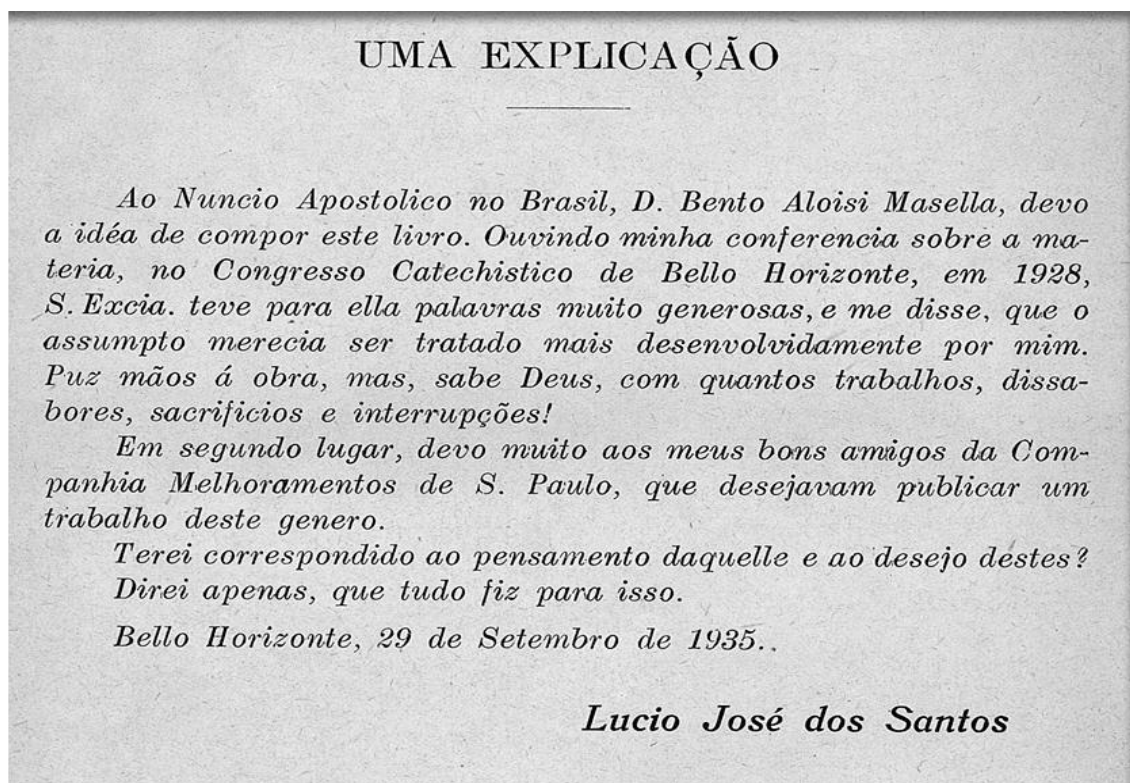 UMA EXPLICAÇÃO
Ao Nuncio Apostolico no Brasil, D. Bento Aloisi Masella, devo
a idéa de compor este livro. Ouvindo minha conferencia sobre a ma-
teria, no Congresso Catechistico de Bello Horizonte, em 1928,
S. Excia. teve para ella palavras muito generosas, e me disse, que o
assumpto merecia ser tratado mais desenvolvidamente por mim.
Puz mãos á obra, mas, sabe Deus, com quantos trabalhos, dissa-
bores, sacrificios e interrupções!
Em segundo lugar, devo muito aos meus bons amigos da Com-
panhia Melhoramentos de S. Paulo, que desejavam publicar um
trabalho deste genero.
Terei correspondido ao pensamento daquelle e ao desejo destes?
Direi apenas, que tudo fiz para isso.
Bello Horizonte, 29 de Setembro de 1935..
Lucio José dos Santos